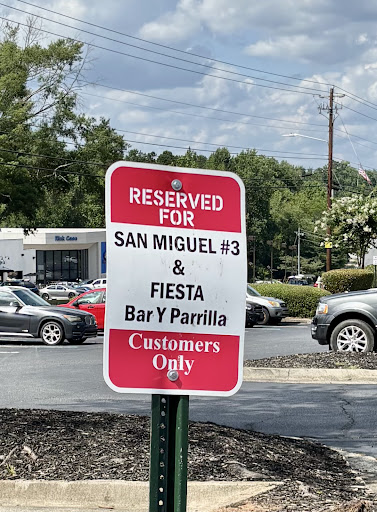 RESERVED
FOR
SAN MIGUEL #3
&
FIESTA
Bar Y Parrilla
Customers
Only